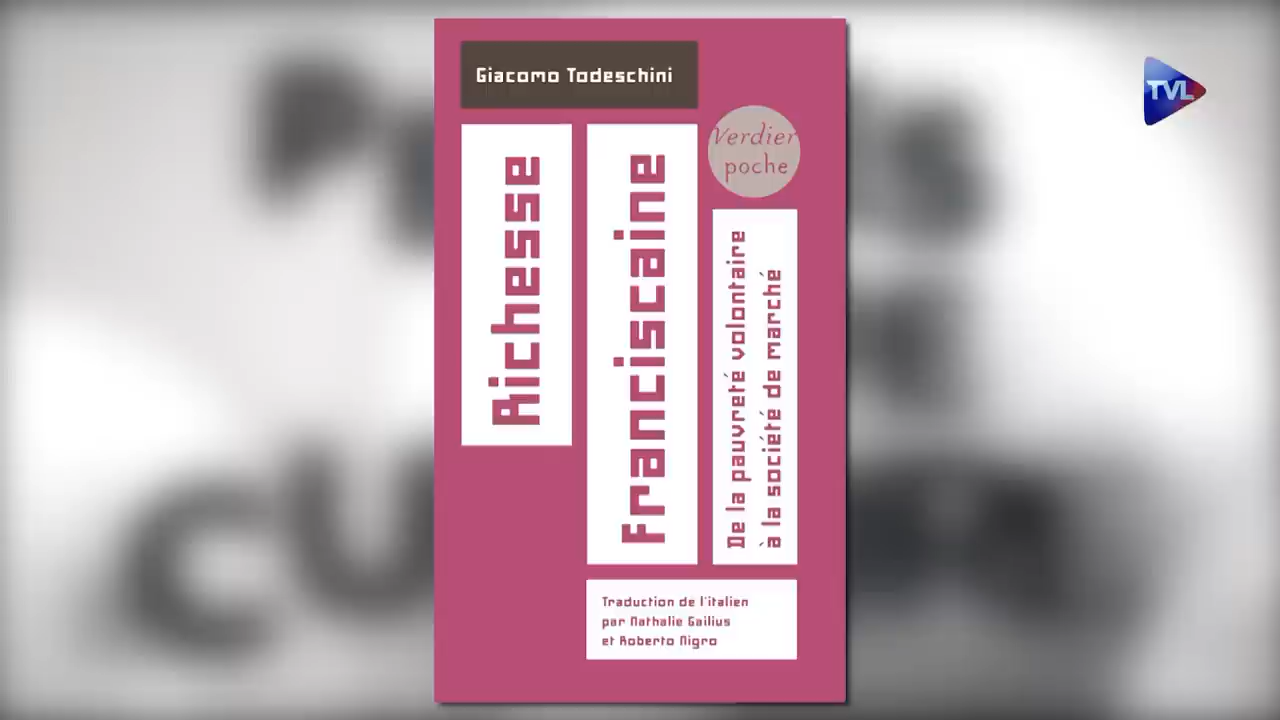 Giacomo Todeschini
TVL
Verdier
poche
Richesse
Franciscaine
De la pauvreté volontaire
à la société de marché
Traduction de l'italien
par Nathalie Gailius
et Roberto Nigro